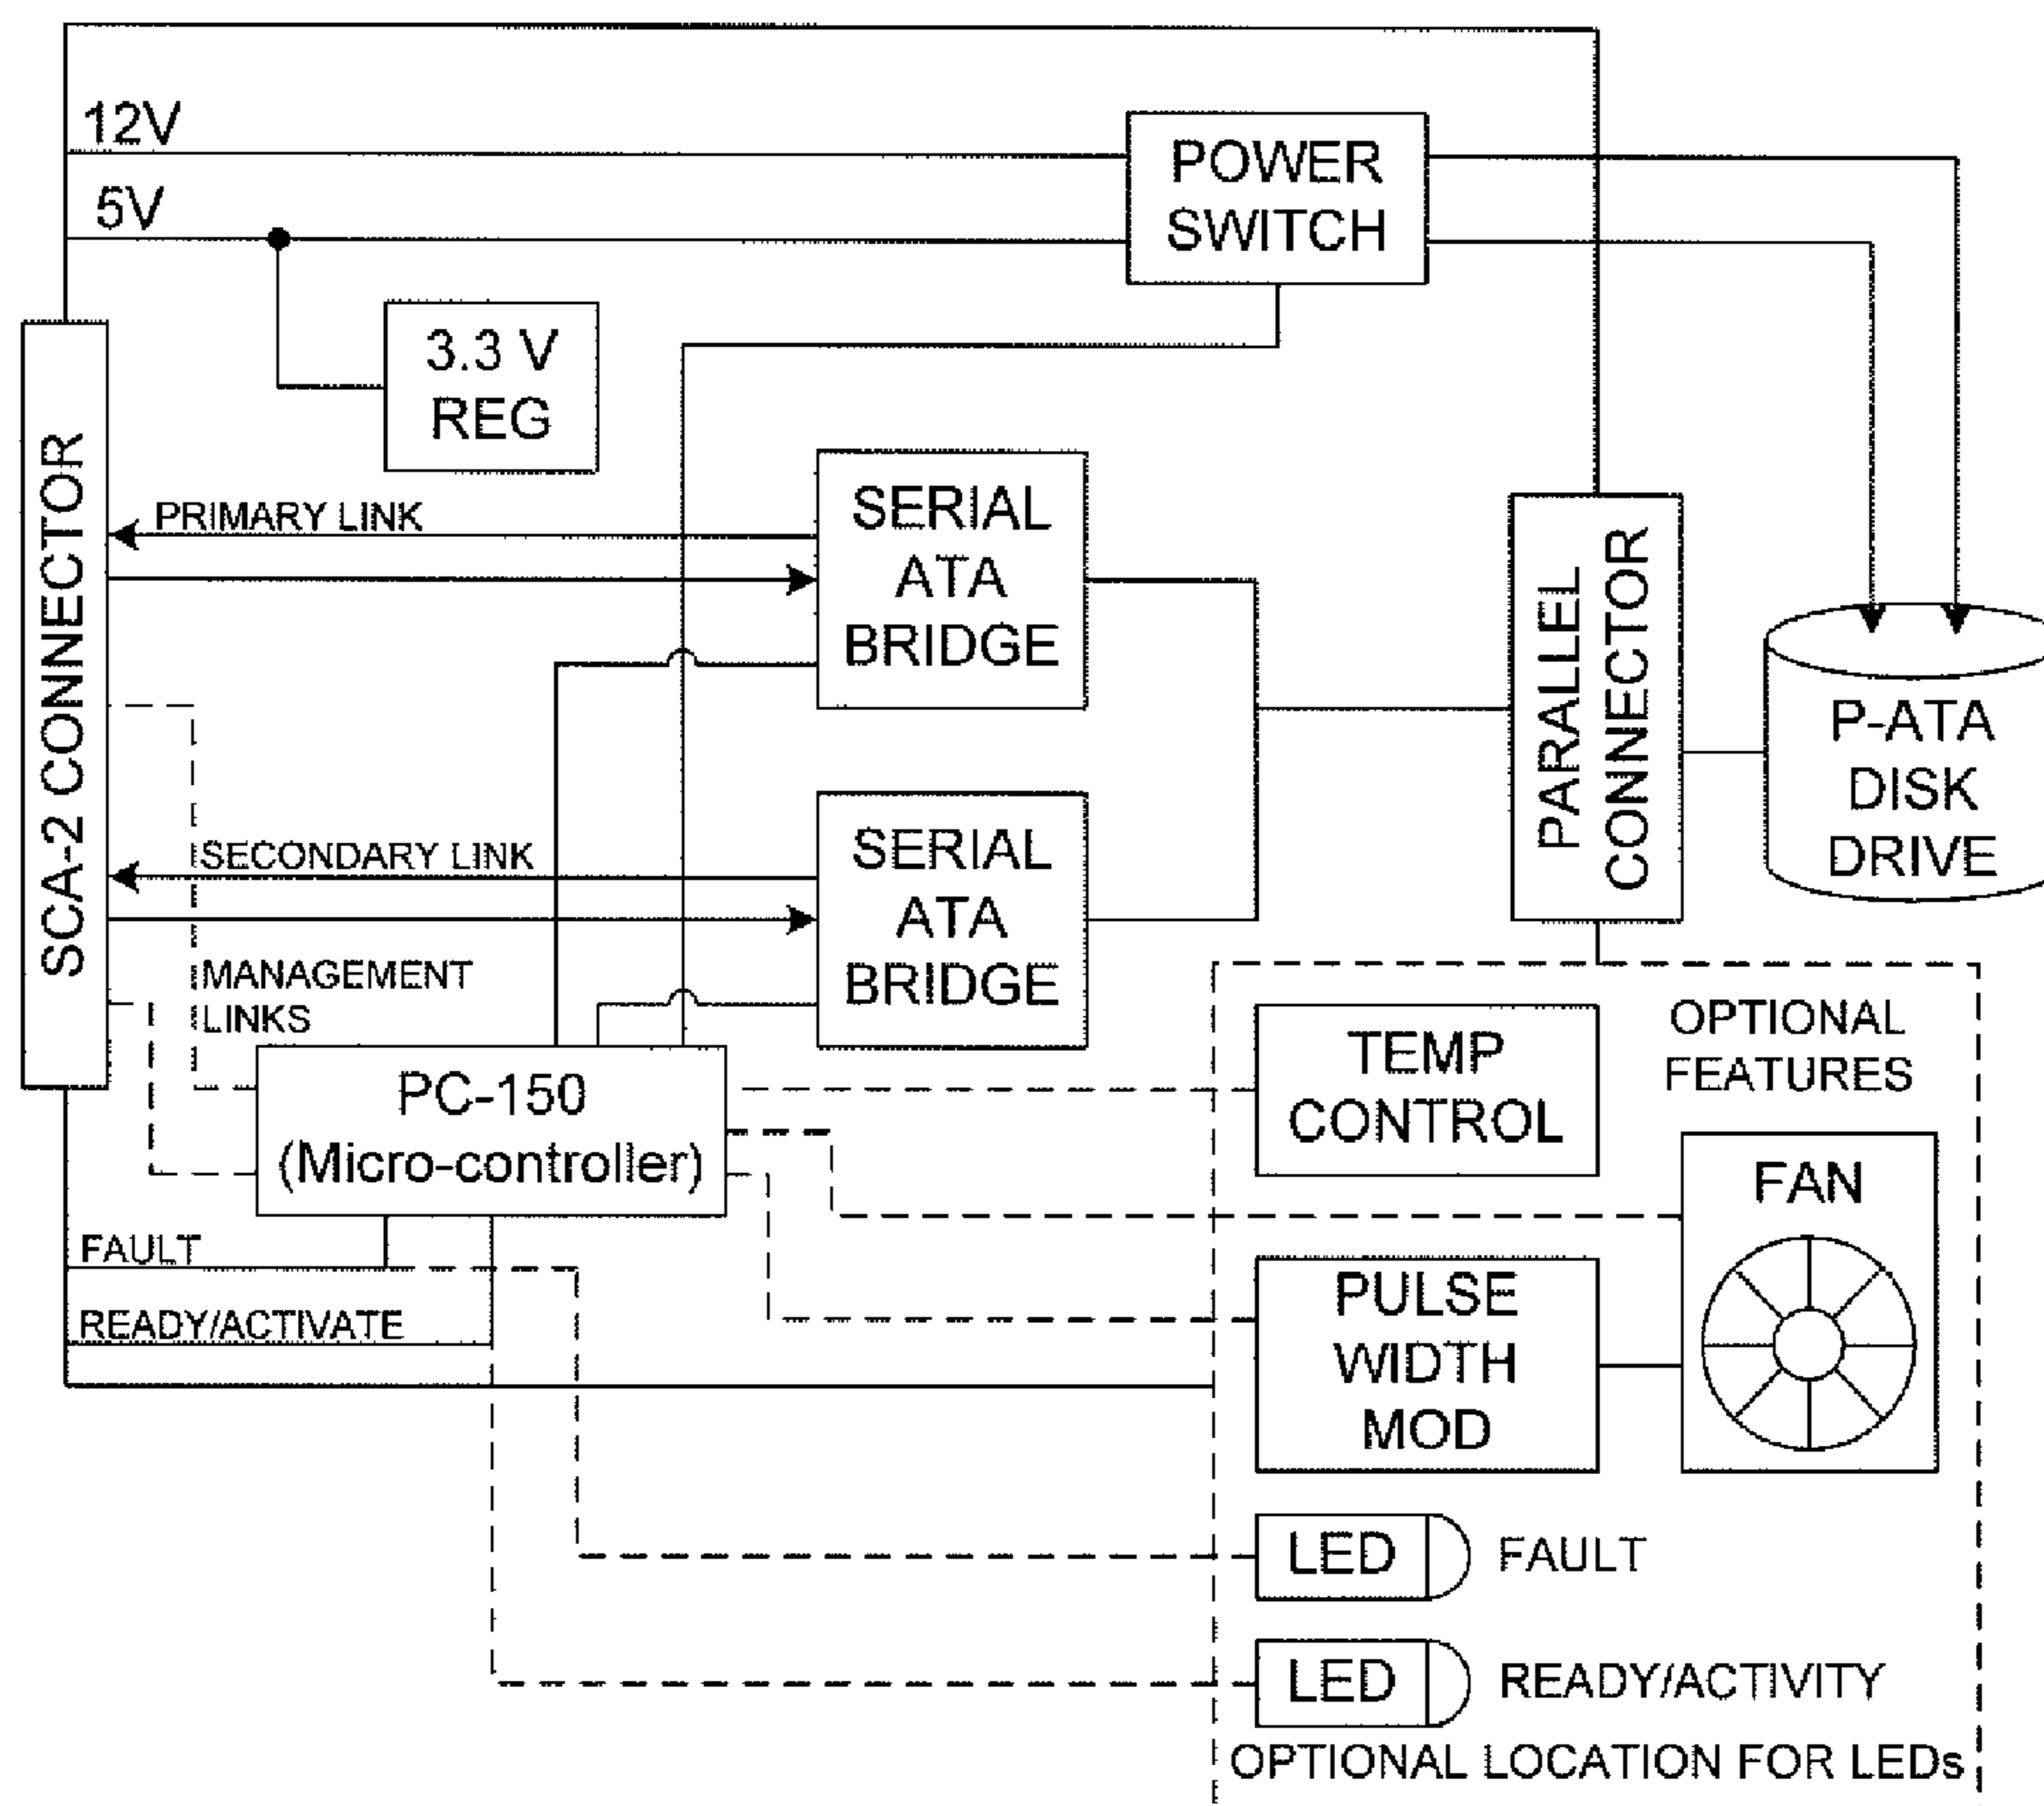 12V
5V
POWER
SWITCH
3.3 V
REG
SCA-2 CONNECTOR
PRIMARY LINK
SERIAL
ATA
BRIDGE
PARALLEL
CONNECTOR
P-ATA
DISK
DRIVE
SECONDARY LINK
SERIAL
ATA
BRIDGE
MANAGEMENT
LINKS
PC-150
(Micro-controller)
OPTIONAL
FEATURES
TEMP
CONTROL
FAN
FAULT
READY/ACTIVATE
PULSE
WIDTH
MOD
LED FAULT
LED READY/ACTIVITY
OPTIONAL LOCATION FOR LEDs